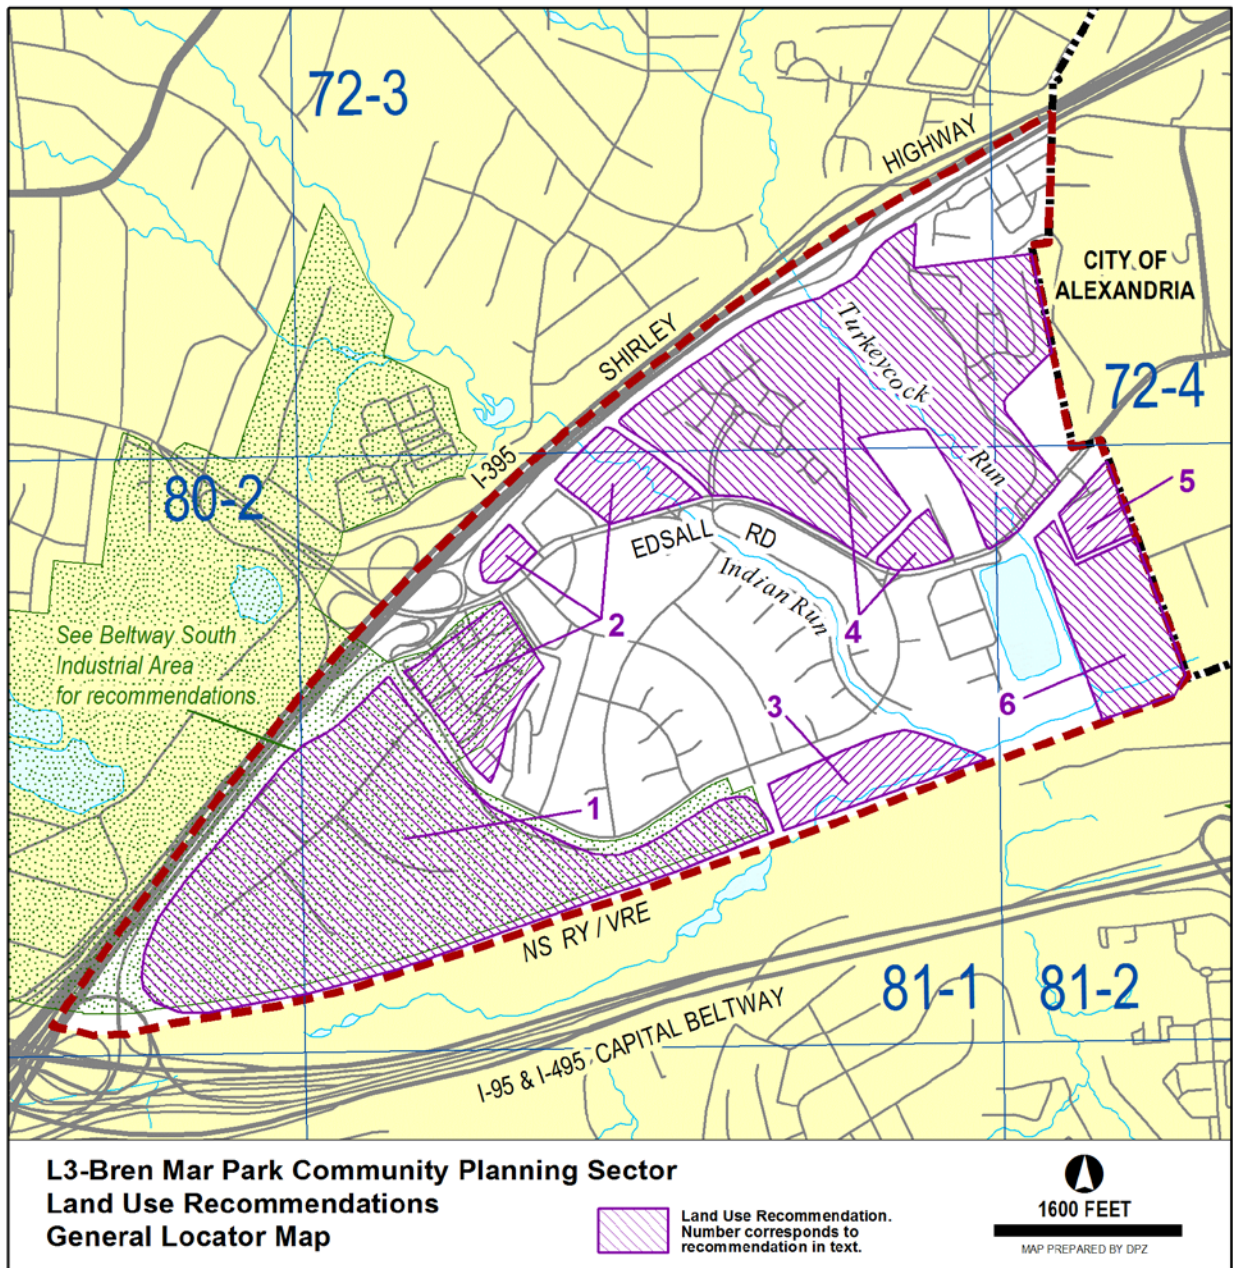 72-3
HIGHWAY
CITY OF
ALEXANDRIA
SHIRLEY
Turkeycock
Run
72-4
I-395
80-2
5
EDSALL RD
Indian Run
2
4
See Beltway South
Industrial Area
for recommendations
3
6
1
NS RY / VRE
81-1
81-2
I-95 & I-495 CAPITAL BELTWAY
L3-Bren Mar Park Community Planning Sector
Land Use Recommendations
General Locator Map
Land Use Recommendation.
Number corresponds to
recommendation in text.
1600 FEET
MAP PREPARED BY DPZ